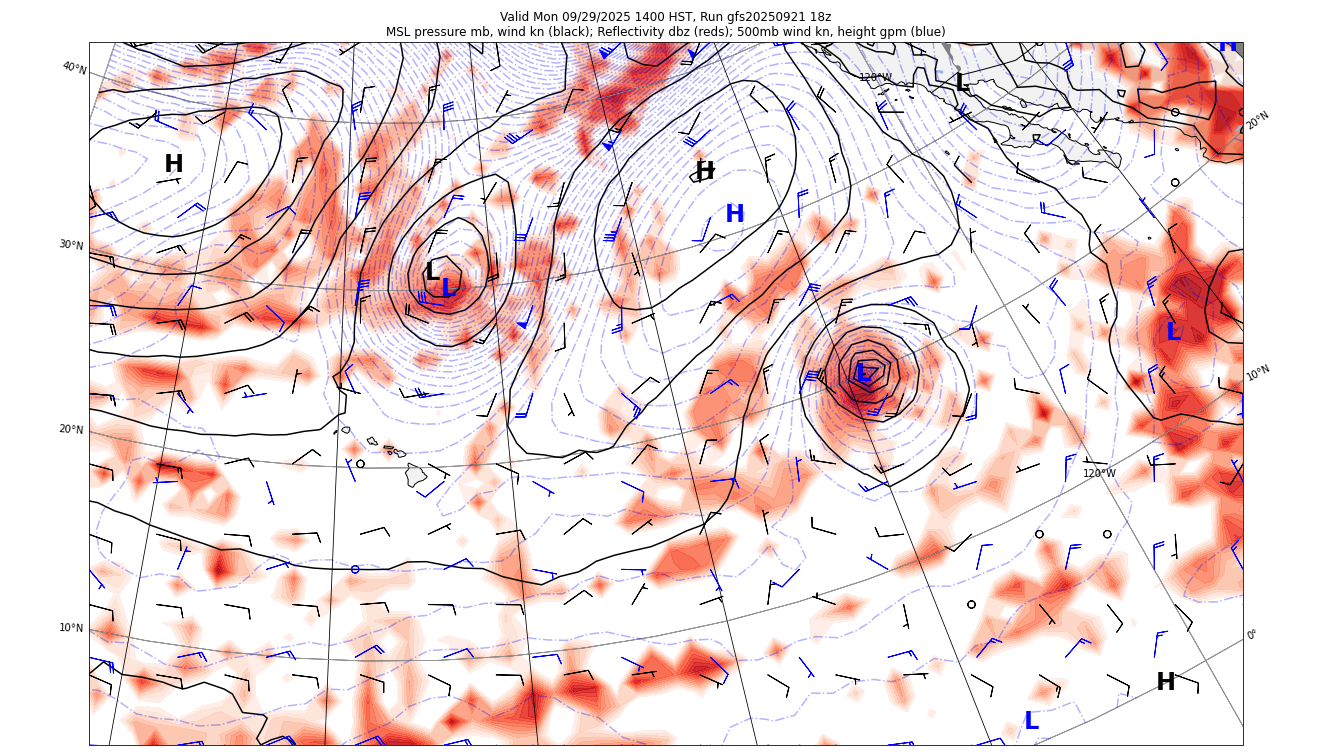 Valid Mon 09/29/2025 1400 HST, Run gfs20250921 18z
MSL pressure mb, wind kn (black); Reflectivity dbz (reds); 500mb wind kn, height gpm (blue)
H
40°N
128°W
L
20°N
H
H
H
30°N
L
L
L
L
10°N
20°N
120°W
10°N
0°
H
L